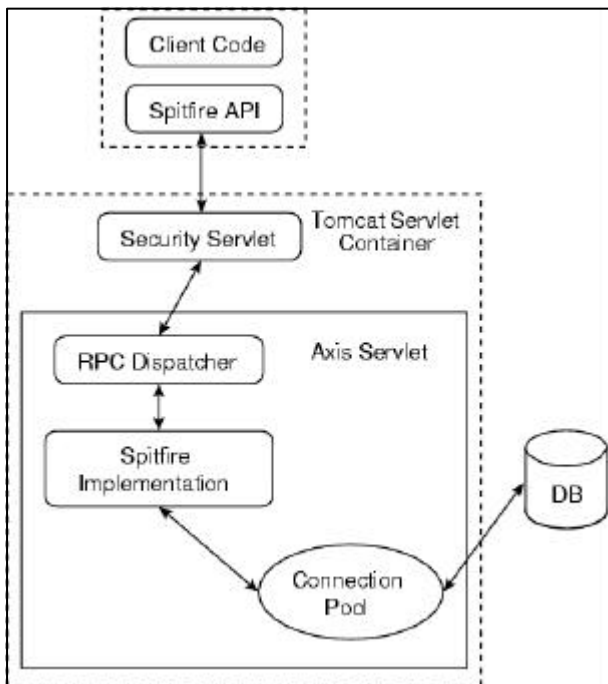 Client Code
Spitfire API
Security Servlet
Tomcat Servlet
Container
RPC Dispatcher
Axis Servlet
Spitfire
Implementation
DB
Connection
Pool